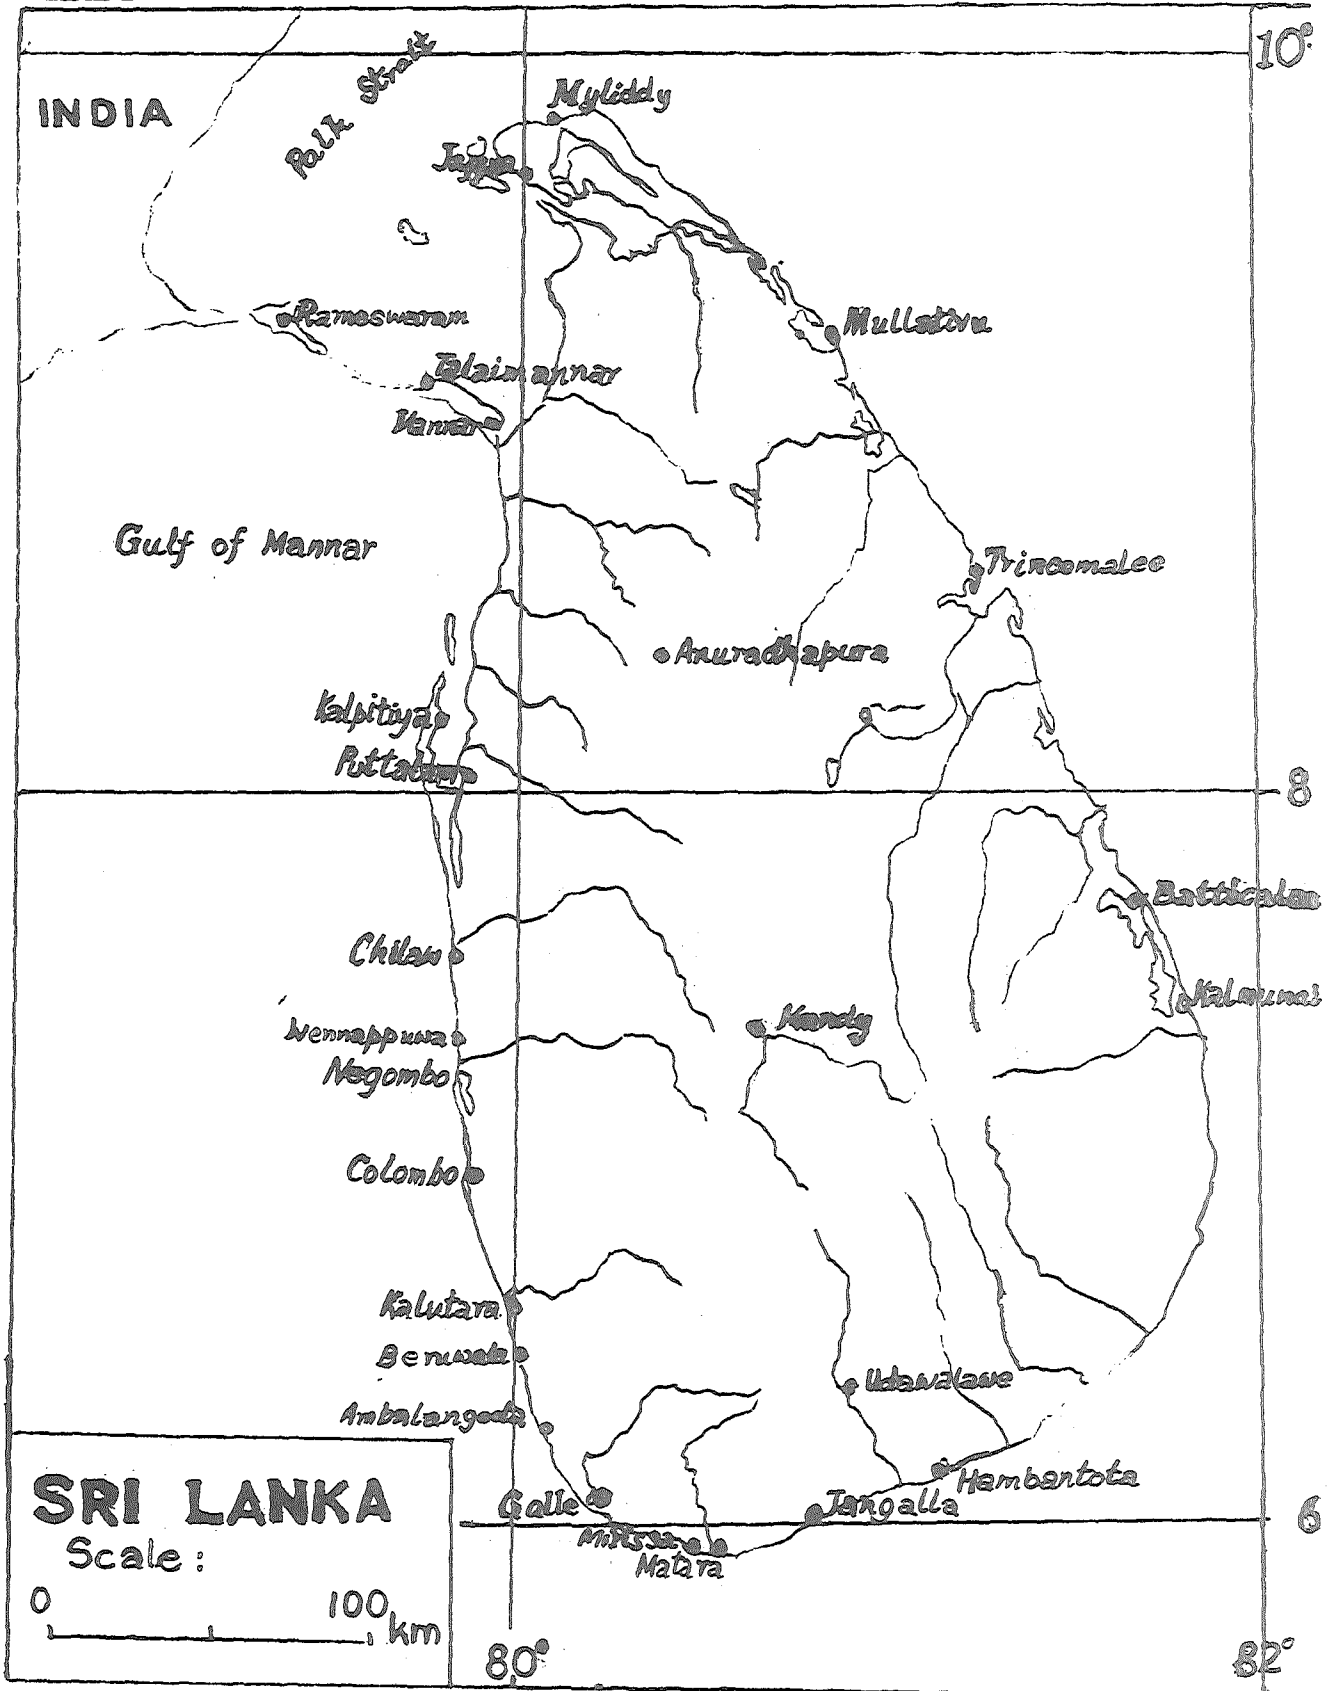 10°
INDIA
Palk Strait
Myliddy
Jaffna
Rameswaram
Mullativu
Talaimannar
Mannar
Gulf of Mannar
Trincomalee
Anuradhapura
Kalpitiya
Puttalam
8
Batticaloa
Chilaw
Kalmunai
Wennappuwa
Kandy
Negombo
Colombo
Kalutara
Beruwala
Udawalawe
Ambalangoda
Hambantota
SRI LANKA
Galle
Tangalla
6
Scale :
Mirissa
Matara
0 100 km
80° 82°